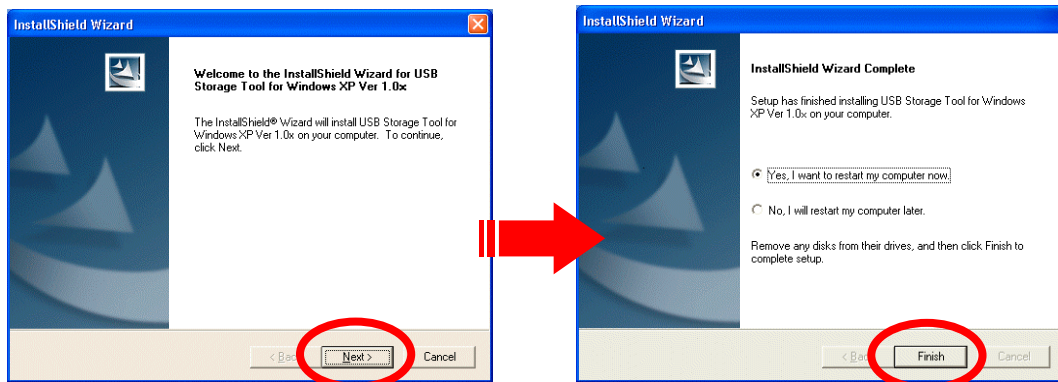 InstallShield Wizard
Welcome to the InstallShield Wizard for USB
Storage Tool for Windows XP Ver 1.0x
The InstallShield® Wizard will install USB Storage Tool for
Windows XP Ver 1.0x on your computer. To continue,
click Next.
Next >
Cancel
InstallShield Wizard
InstallShield Wizard Complete
Setup has finished installing USB Storage Tool for Windows
XP Ver 1.0x on your computer.
Yes, I want to restart my computer now.
No, I will restart my computer later.
Remove any disks from their drives, and then click Finish to
complete setup.
Finish
Cancel